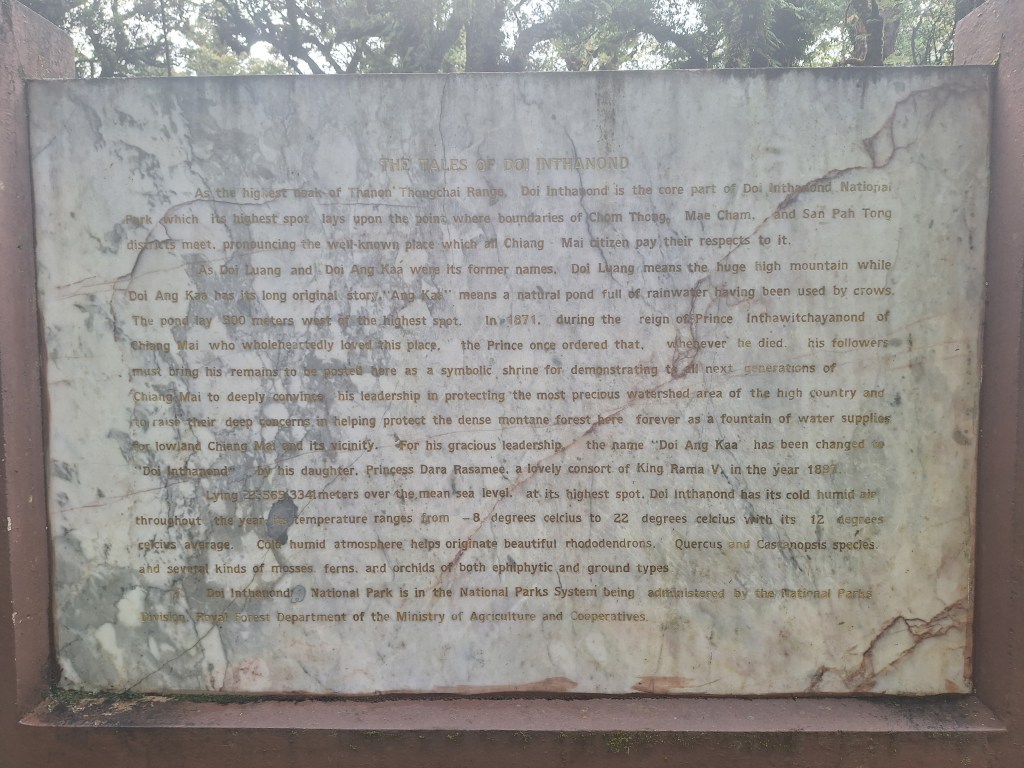 THE TALES OF DOI INTHANOND
As the highest peak of Thanon Thongchai Range, Doi Inthanond is the core part of Doi Inthanond National
Park which its highest spot lays upon the point where boundaries of Chom Thong, Mae Cham, and San Pah Tong
districts meet, pronouncing the well-known place which all Chiang Mai citizen pay their respects to it.
As Doi Luang and Doi Ang Kaa were its former names, Doi Luang means the huge high mountain while
Doi Ang Kaa has its long original story, "Ang Kaa" means a natural pond full of rainwater having been used by crows.
The pond lay 500 meters west of the highest spot. In 1871, during the reign of Prince Inthawitchayanond of
Chiang Mai who wholeheartedly loved this place, the Prince once ordered that, whenever he died, his followers
must bring his remains to be posted here as a symbolic shrine for demonstrating to all next generations of
Chiang Mai to deeply convince his leadership in protecting the most precious watershed area of the high country and
to raise their deep concerns in helping protect the dense montane forest here forever as a fountain of water supplies
for lowland Chiang Mai and its vicinity. For his gracious leadership, the name "Doi Ang Kaa" has been changed to
"Doi Inthanond" by his daughter, Princess Dara Rasamee, a lovely consort of King Rama V, in the year 1897.
Lying meters over the mean sea level, at its highest spot, Doi Inthanond has its cold humid air
throughout the year. temperature ranges from -8 degrees celcius to 22 degrees celcius with its 12 degrees
celcius average. Cold humid atmosphere helps originate beautiful rhododendrons, Quercus and Castanopsis species,
and several kinds of mosses, ferns, and orchids of both ephiphytic and ground types
Doi Inthanond National Park is in the National Parks System being administered by the National Parks
Division, Royal Forest Department of the Ministry of Agriculture and Cooperatives.